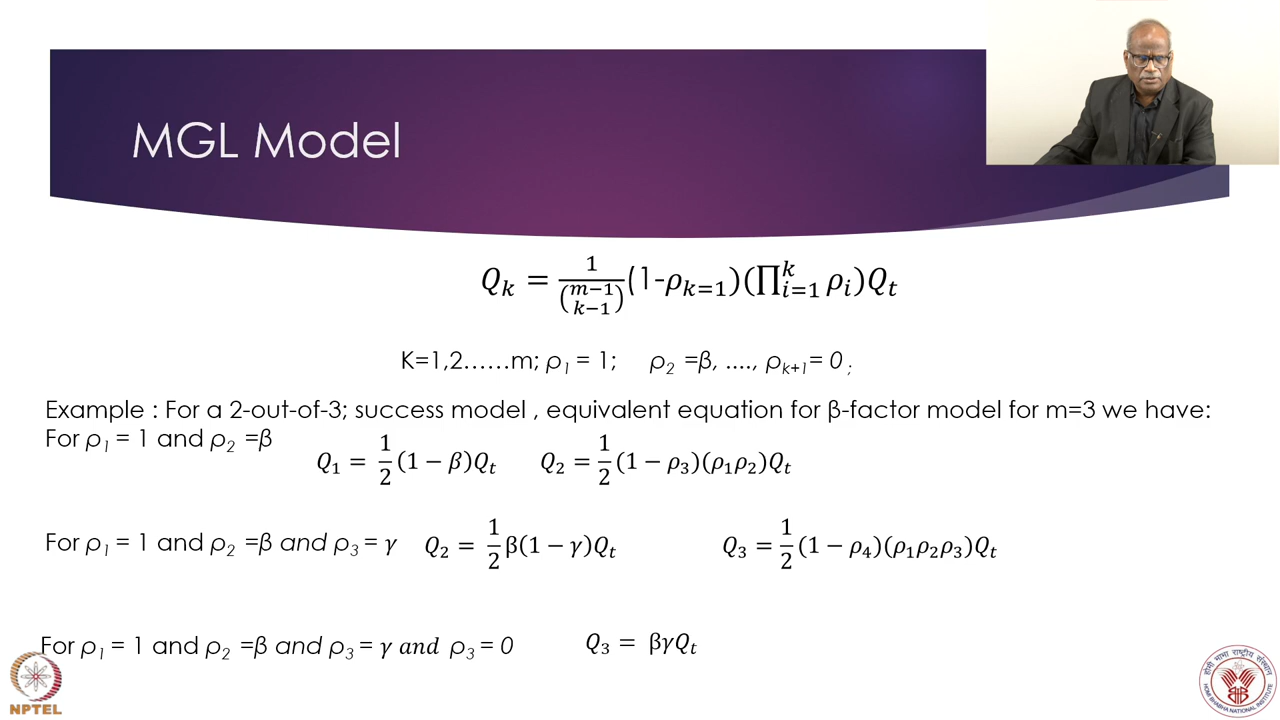 MGL Model
Q_k = \frac{1}{\binom{m-1}{k-1}}(1-ρ_{k=1})(∏_{i=1}^{k} ρ_i)Q_t
K=1,2......m; ρ_1 = 1; ρ_2 =β, ...., ρ_{k+1}= 0 ;
Example : For a 2-out-of-3; success model , equivalent equation for β-factor model for m=3 we have:
For ρ_1 = 1 and ρ_2 =β
Q_1 = \frac{1}{2}(1 − β)Q_t Q_2 = \frac{1}{2}(1 − ρ_3)(ρ_1ρ_2)Q_t
For ρ_1 = 1 and ρ_2 =β and ρ_3 = γ Q_2 = \frac{1}{2}β(1 − γ)Q_t Q_3 = \frac{1}{2}(1 − ρ_4)(ρ_1ρ_2ρ_3)Q_t
For ρ_1 = 1 and ρ_2 =β and ρ_3 = γ and ρ_3 = 0 Q_3 = βγQ_t
NPTEL
होमी भाभा राष्ट्रीय संस्थान
HOMI BHABHA NATIONAL INSTITUTE